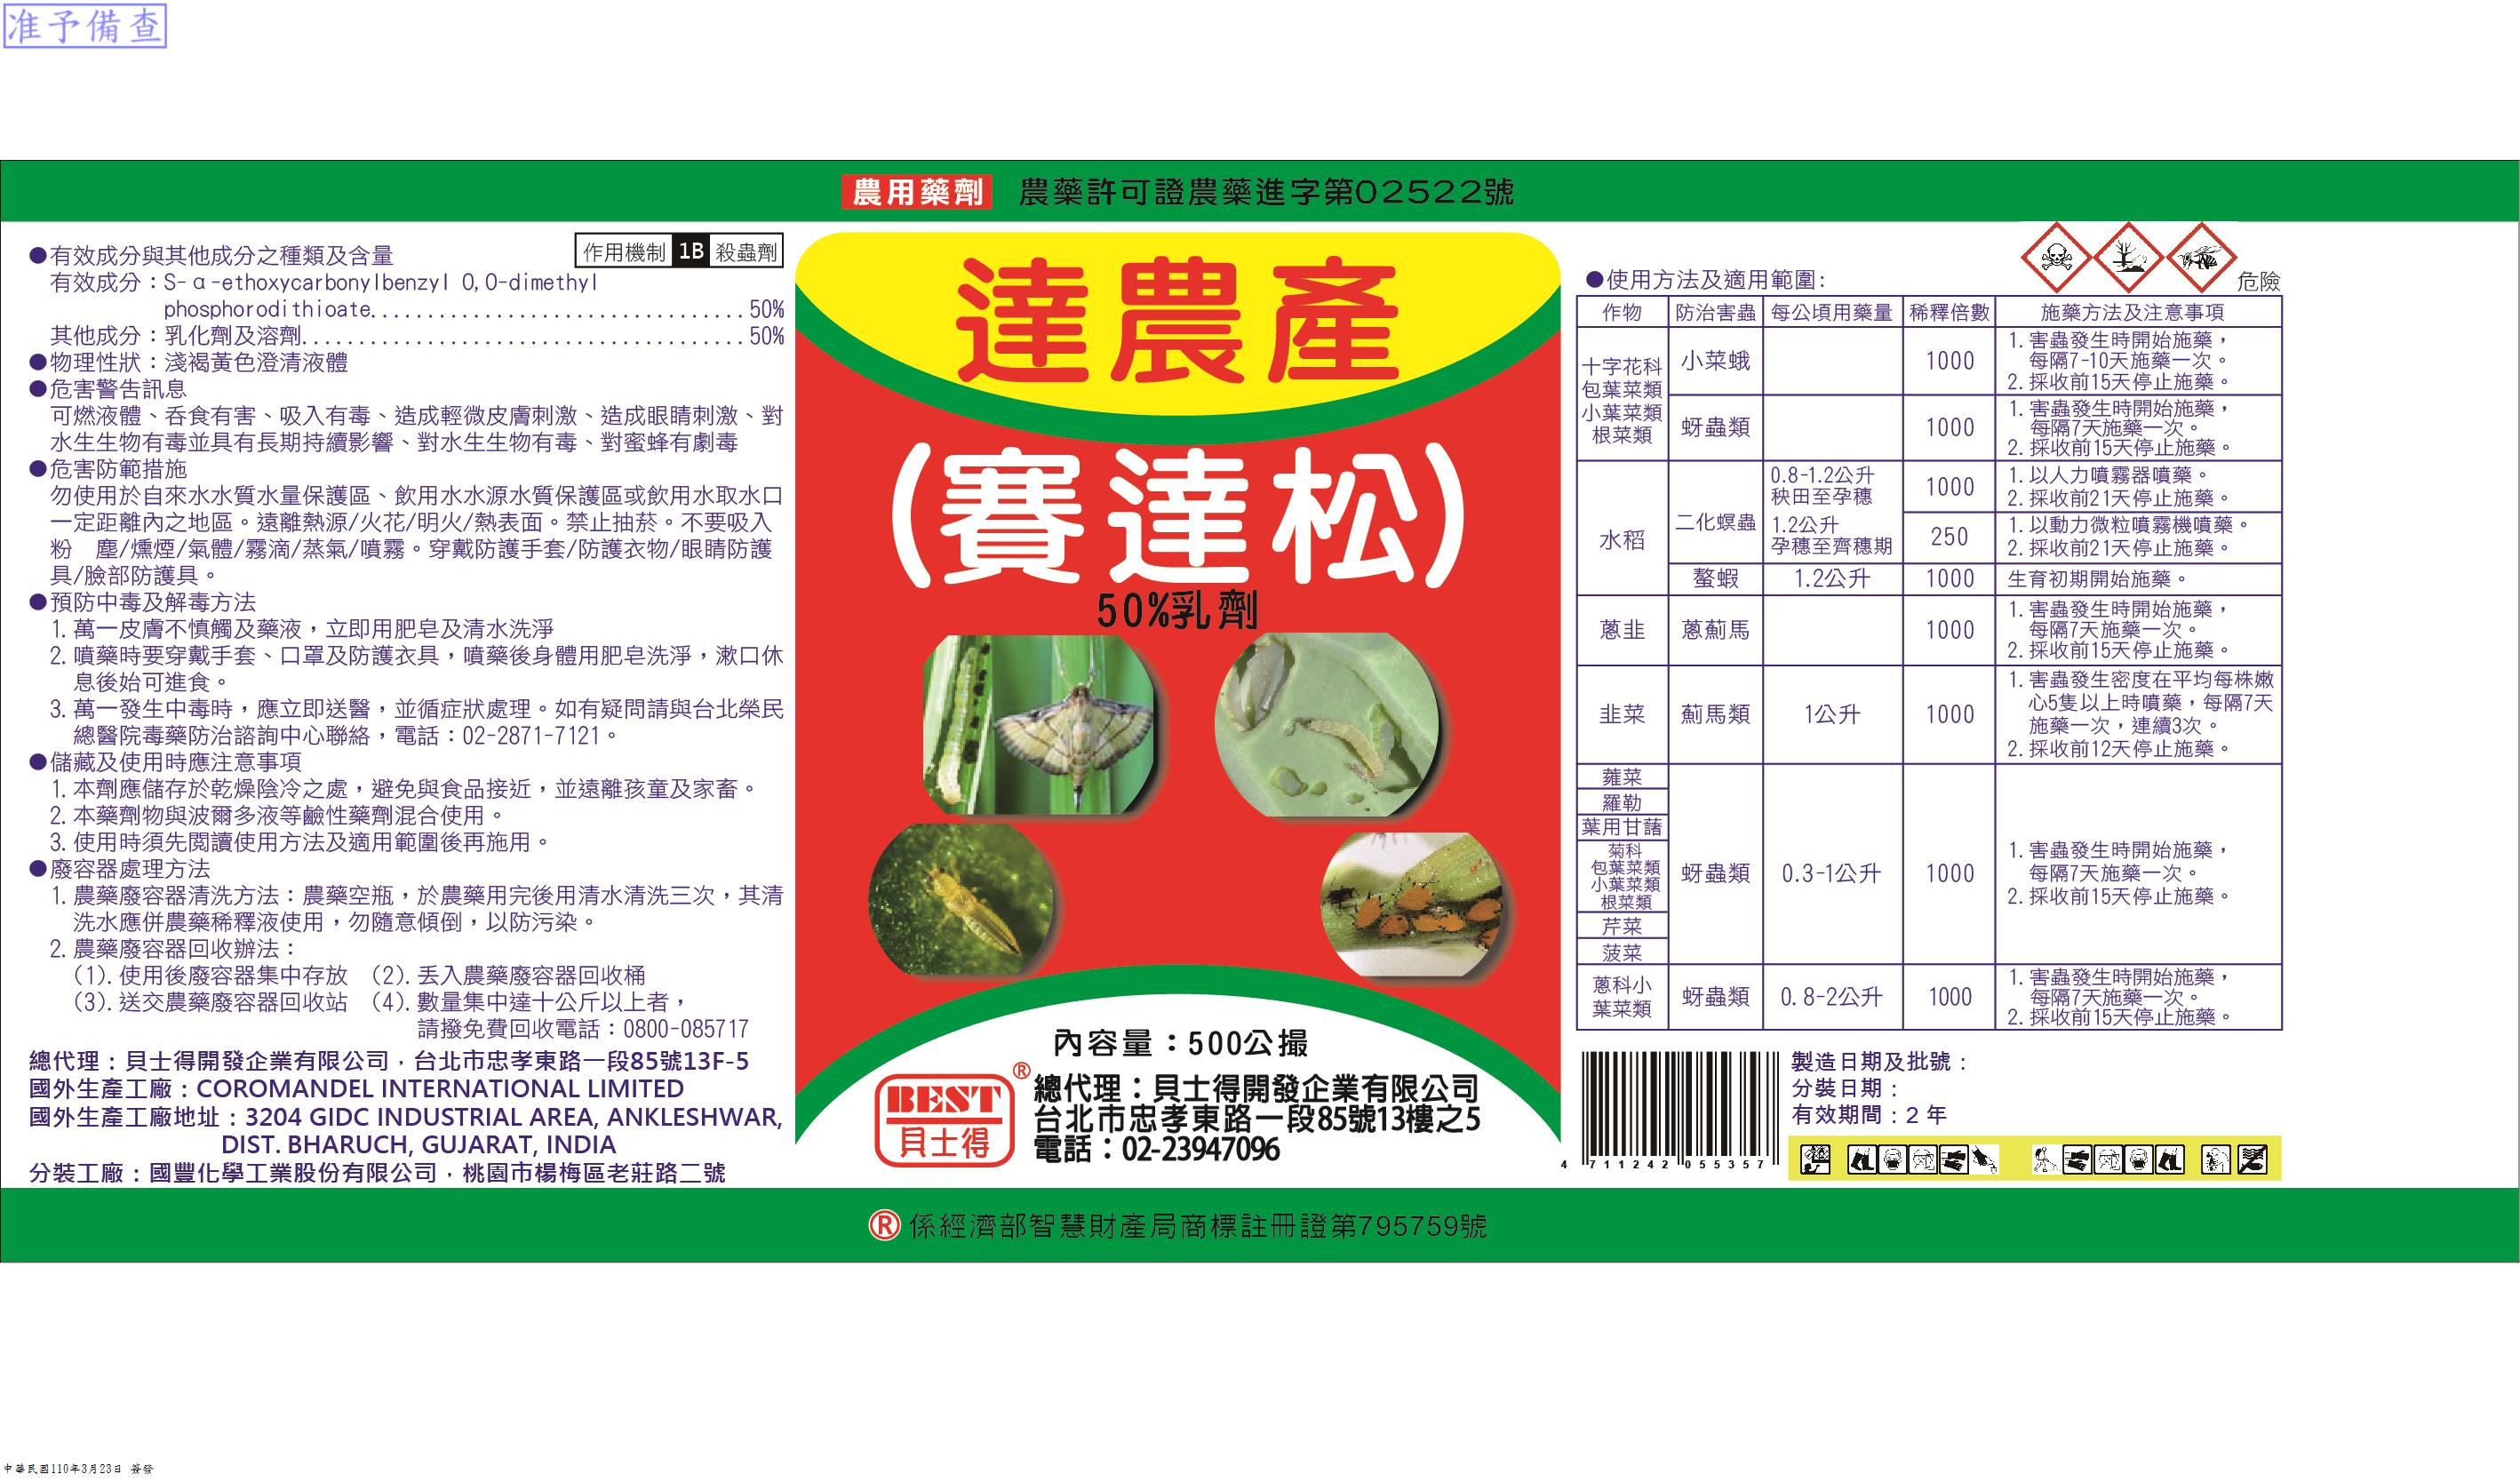 准予備查
農用藥劑 農藥許可證農藥進字第02522號
●有效成分與其他成分之種類及含量
作用機制 1B 殺蟲劑
有效成分：S-α-ethoxycarbonylbenzyl O,O-dimethyl
phosphorodithioate................................. 50%
其他成分：乳化劑及溶劑....................................... 50%
●物理性狀：淺褐黃色澄清液體
●危害警告訊息
可燃液體、吞食有害、吸入有毒、造成輕微皮膚刺激、造成眼睛刺激、對
水生生物有毒並具有長期持續影響、對水生生物有毒、對蜜蜂有劇毒
●危害防範措施
勿使用於自來水水質水量保護區、飲用水水源水質保護區或飲用水取水口
一定距離內之地區。遠離熱源/火花/明火/熱表面。禁止抽菸。不要吸入
粉　塵/燻煙/氣體/霧滴/蒸氣/噴霧。穿戴防護手套/防護衣物/眼睛防護
具/臉部防護具。
●預防中毒及解毒方法
1. 萬一皮膚不慎觸及藥液，立即用肥皂及清水洗淨
2. 噴藥時要穿戴手套、口罩及防護衣具，噴藥後身體用肥皂洗淨，漱口休
息後始可進食。
3. 萬一發生中毒時，應立即送醫，並循症狀處理。如有疑問請與台北榮民
總醫院毒藥防治諮詢中心聯絡，電話：02-2871-7121。
●儲藏及使用時應注意事項
1. 本劑應儲存於乾燥陰冷之處，避免與食品接近，並遠離孩童及家畜。
2. 本藥劑物與波爾多液等鹼性藥劑混合使用。
3. 使用時須先閱讀使用方法及適用範圍後再施用。
●廢容器處理方法
1. 農藥廢容器清洗方法：農藥空瓶，於農藥用完後用清水清洗三次，其清
洗水應併農藥稀釋液使用，勿隨意傾倒，以防污染。
2. 農藥廢容器回收辦法：
(1). 使用後廢容器集中存放 (2). 丟入農藥廢容器回收桶
(3). 送交農藥廢容器回收站 (4). 數量集中達十公斤以上者，
請撥免費回收電話：0800-085717
總代理：貝士得開發企業有限公司．台北市忠孝東路一段85號13F-5
國外生產工廠：COROMANDEL INTERNATIONAL LIMITED
國外生產工廠地址：3204 GIDC INDUSTRIAL AREA, ANKLESHWAR,
DIST. BHARUCH, GUJARAT, INDIA
分裝工廠：國豐化學工業股份有限公司．桃園市楊梅區老莊路二號
達農產
(賽達松)
50%乳劑
內容量：500公撮
BEST
貝士得
®
總代理：貝士得開發企業有限公司
台北市忠孝東路一段85號13樓之5
電話：02-23947096
危險
●使用方法及適用範圍:
作物 防治害蟲 每公頃用藥量 稀釋倍數 施藥方法及注意事項
十字花科
包葉菜類
小葉菜類
根菜類
小菜蛾 1000
1. 害蟲發生時開始施藥，
每隔7-10天施藥一次。
2. 採收前15天停止施藥。
蚜蟲類 1000
1. 害蟲發生時開始施藥，
每隔7天施藥一次。
2. 採收前15天停止施藥。
水稻
二化螟蟲
0.8-1.2公升
秧田至孕穗
1000
1. 以人力噴霧器噴藥。
2. 採收前21天停止施藥。
1.2公升
孕穗至齊穗期
250
1. 以動力微粒噴霧機噴藥。
2. 採收前21天停止施藥。
螯蝦 1.2公升 1000 生育初期開始施藥。
蔥韭 蔥薊馬 1000
1. 害蟲發生時開始施藥，
每隔7天施藥一次。
2. 採收前15天停止施藥。
韭菜 薊馬類 1公升 1000
1. 害蟲發生密度在平均每株嫩
心5隻以上時噴藥，每隔7天
施藥一次，連續3次。
2. 採收前12天停止施藥。
蕹菜
羅勒
葉用甘藷
菊科
包葉菜類
小葉菜類
根菜類
芹菜
菠菜
蚜蟲類 0.3-1公升 1000
1. 害蟲發生時開始施藥，
每隔7天施藥一次。
2. 採收前15天停止施藥。
蔥科小
葉菜類
蚜蟲類 0.8-2公升 1000
1. 害蟲發生時開始施藥，
每隔7天施藥一次。
2. 採收前15天停止施藥。
4 711242 055357
製造日期及批號：
分裝日期：
有效期間：2 年
® 係經濟部智慧財產局商標註冊證第795759號
中華民國110年3月23日 簽發